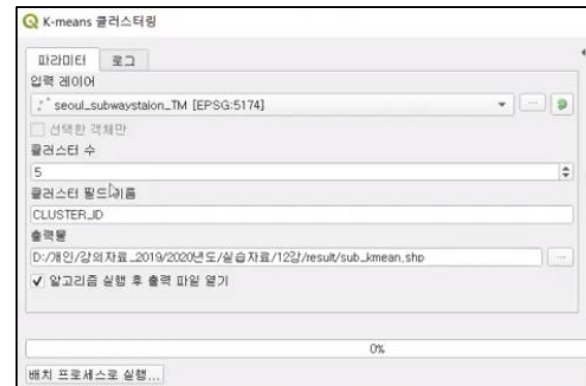 K-means 클러스터링
파라미터 로그
입력 레이어
seoul_subwaystaion_TM [EPSG:5174]
선택한 객체만
클러스터 수
5
클러스터 필드 이름
CLUSTER_ID
출력물
D:/개인/강의자료_2019/2020년도/실습자료/12강/result/sub_kmean.shp
알고리즘 실행 후 출력 파일 열기
0%
배치 프로세스로 실행...